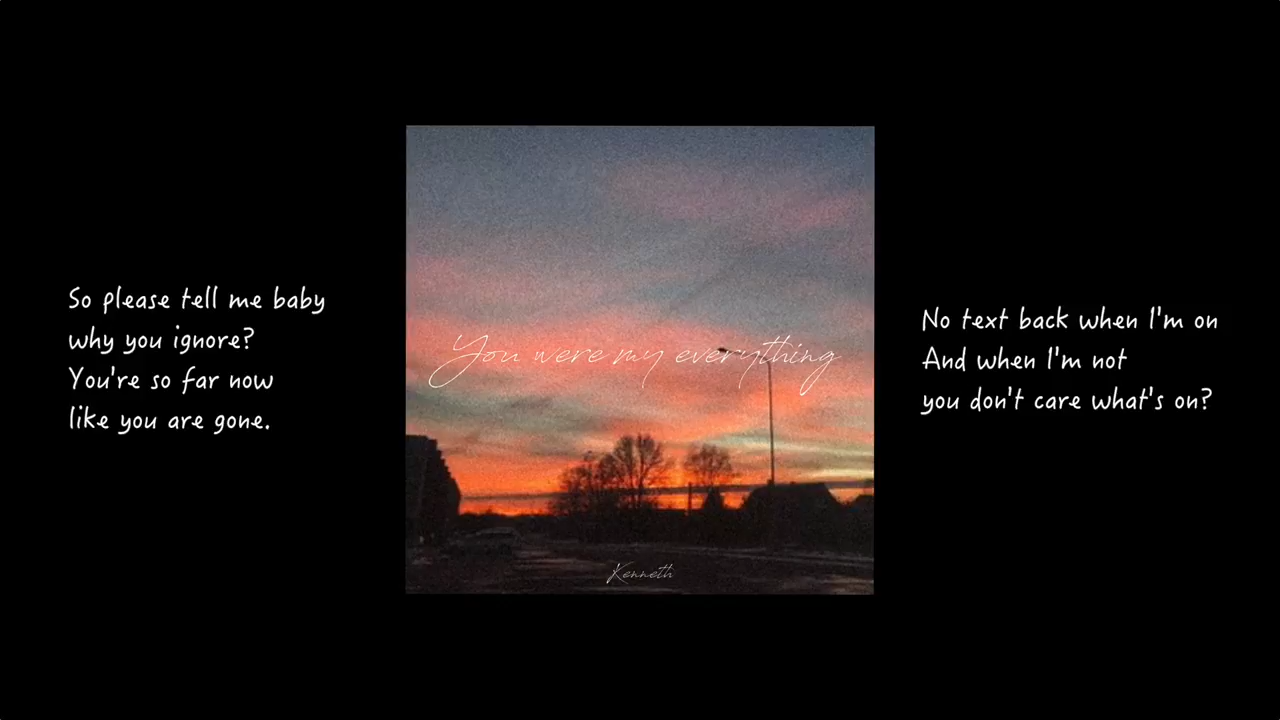 So please tell me baby
why you ignore?
You're so far now
like you are gone.
You were my everything
Kenneth
No text back when I'm on
And when I'm not
you don't care what's on?